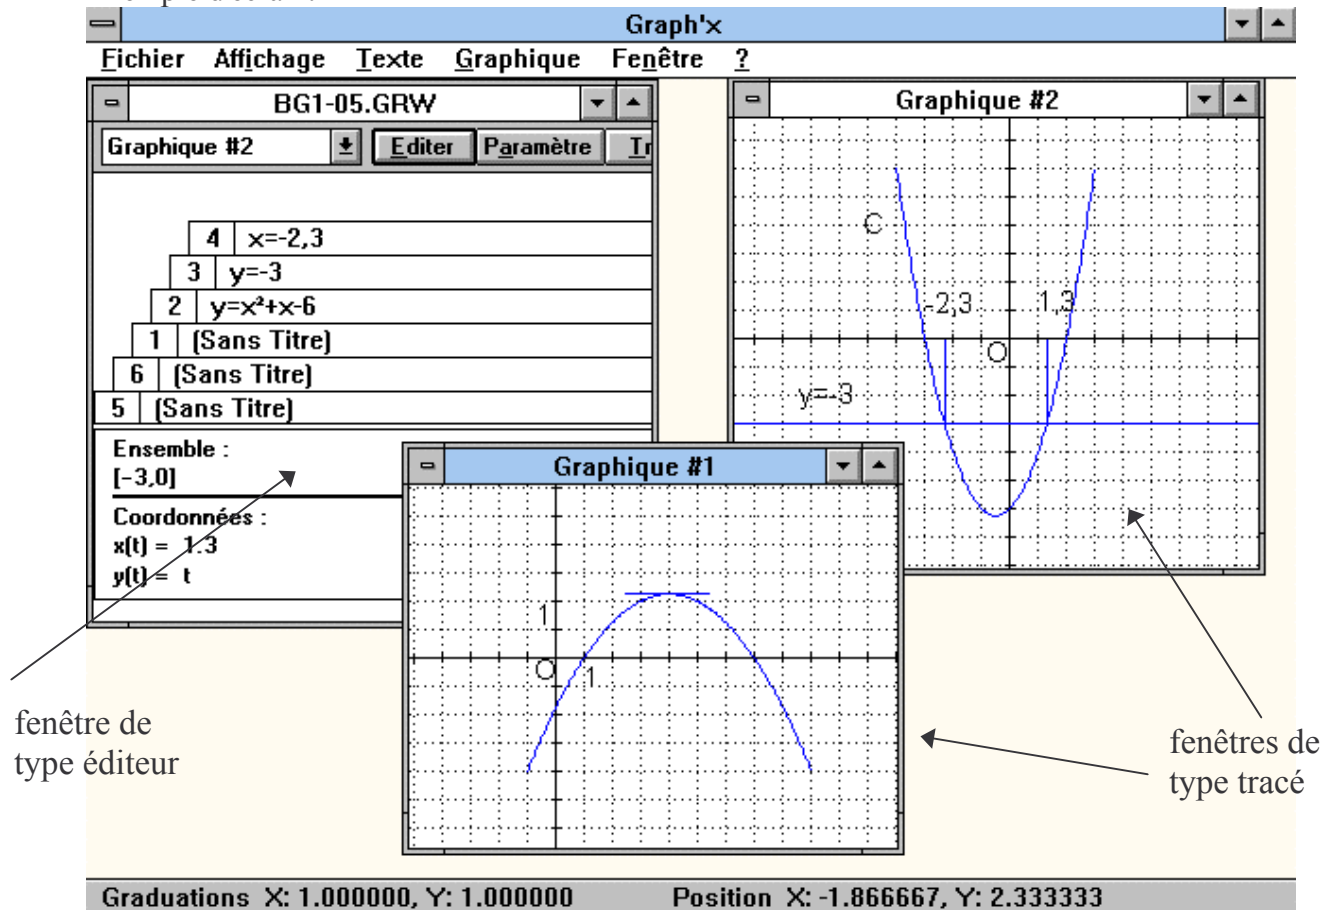 Graph'x
Fichier Affichage Texte Graphique Fenêtre ?
BG1-05.GRW
Graphique #2 Editer Paramètre Tr
4 x=-2,3
3 y=-3
2 y=x²+x-6
1 (Sans Titre)
6 (Sans Titre)
5 (Sans Titre)
Ensemble :
[-3,0]
Coordonnées :
x(t) = 1.3
y(t) = t
Graphique #2
C
-2,3 1,3
O
y=-3
Graphique #1
1
O 1
fenêtre de
type éditeur
fenêtres de
type tracé
Graduations X: 1.000000, Y: 1.000000 Position X: -1.866667, Y: 2.333333